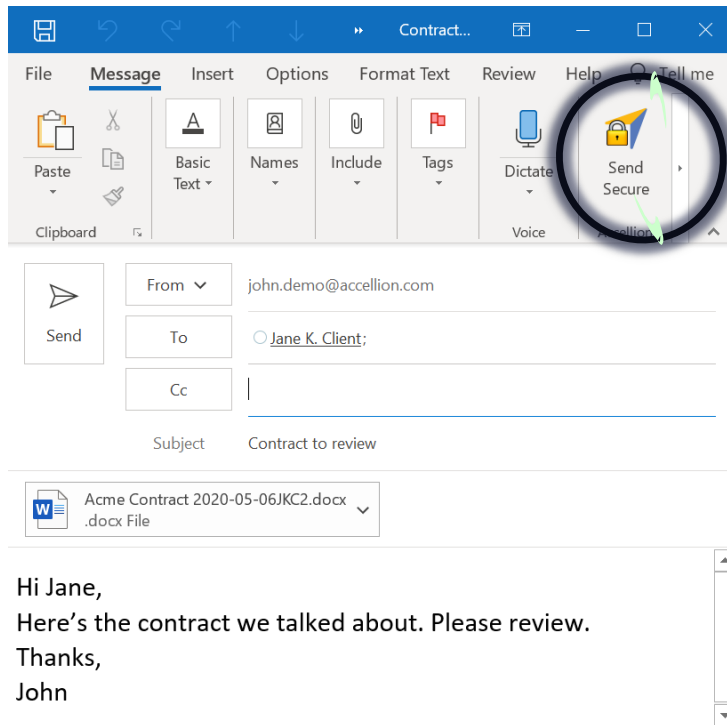 Contract...
File Message Insert Options Format Text Review Help Tell me
Paste
Basic
Text
Names
Include
Tags
Dictate
Send
Secure
Clipboard
Voice
Accellion
Send
From
john.demo@accellion.com
To
Jane K. Client;
Cc
Subject
Contract to review
W
Acme Contract 2020-05-06JKC2.docx
.docx File
Hi Jane,
Here’s the contract we talked about. Please review.
Thanks,
John